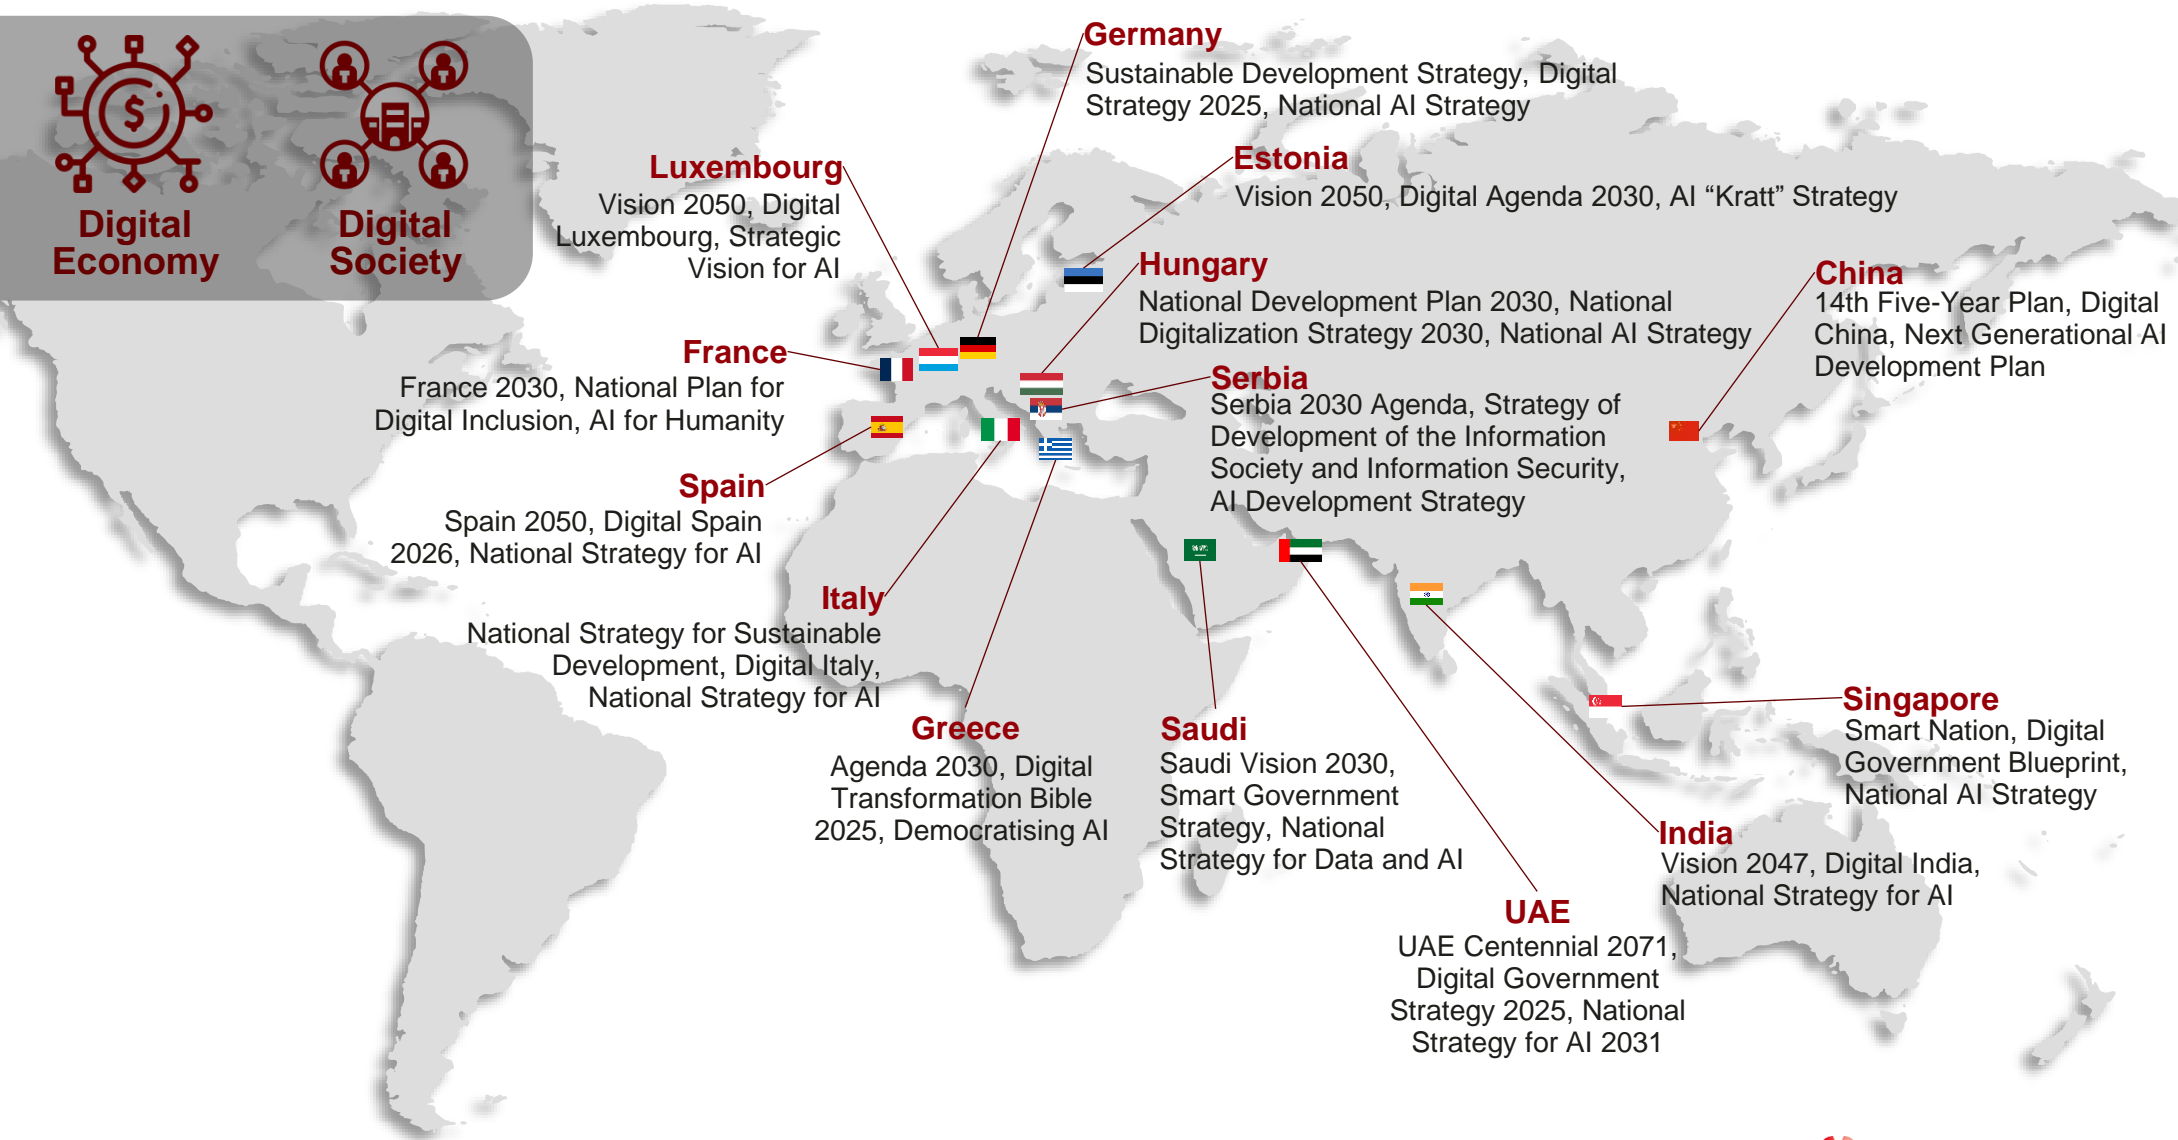 Digital
Economy
Digital
Society
Germany
Sustainable Development Strategy, Digital
Strategy 2025, National AI Strategy
Luxembourg
Vision 2050, Digital
Luxembourg, Strategic
Vision for AI
Estonia
Vision 2050, Digital Agenda 2030, AI “Kratt” Strategy
Hungary
National Development Plan 2030, National
Digitalization Strategy 2030, National AI Strategy
China
14th Five-Year Plan, Digital
China, Next Generational AI
Development Plan
France
France 2030, National Plan for
Digital Inclusion, AI for Humanity
Serbia
Serbia 2030 Agenda, Strategy of
Development of the Information
Society and Information Security,
AI Development Strategy
Spain
Spain 2050, Digital Spain
2026, National Strategy for AI
Italy
National Strategy for Sustainable
Development, Digital Italy,
National Strategy for AI
Greece
Agenda 2030, Digital
Transformation Bible
2025, Democratising AI
Saudi
Saudi Vision 2030,
Smart Government
Strategy, National
Strategy for Data and AI
Singapore
Smart Nation, Digital
Government Blueprint,
National AI Strategy
India
Vision 2047, Digital India,
National Strategy for AI
UAE
UAE Centennial 2071,
Digital Government
Strategy 2025, National
Strategy for AI 2031